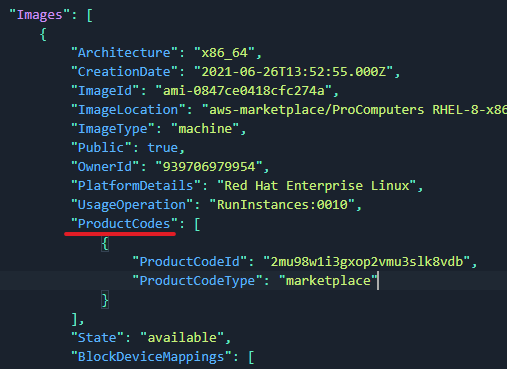 "Images": [
{
"Architecture": "x86_64",
"CreationDate": "2021-06-26T13:52:55.000Z",
"ImageId": "ami-0847ce0418cfc274a",
"ImageLocation": "aws-marketplace/ProComputers RHEL-8-x86
"ImageType": "machine",
"Public": true,
"OwnerId": "939706979954",
"PlatformDetails": "Red Hat Enterprise Linux",
"UsageOperation": "RunInstances:0010",
"ProductCodes": [
{
"ProductCodeId": "2mu98w1i3gxop2vmu3slk8vdb",
"ProductCodeType": "marketplace"
}
],
"State": "available",
"BlockDeviceMappings": [